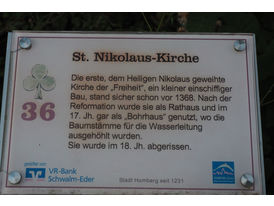 St. Nikolaus-Kirche
Die erste, dem Heiligen Nikolaus geweihte
Kirche der „Freiheit", ein kleiner einschiffiger
Bau, stand sicher schon vor 1368. Nach der
Reformation wurde sie als Rathaus und im
17. Jh. gar als „Bohrhaus" genutzt, wo die
Baumstämme für die Wasserleitung
ausgehöhlt wurden.
Sie wurde im 18. Jh. abgerissen.
36
gestiftet von
VR-Bank
Schwalm-Eder
Stadt Homberg seit 1231